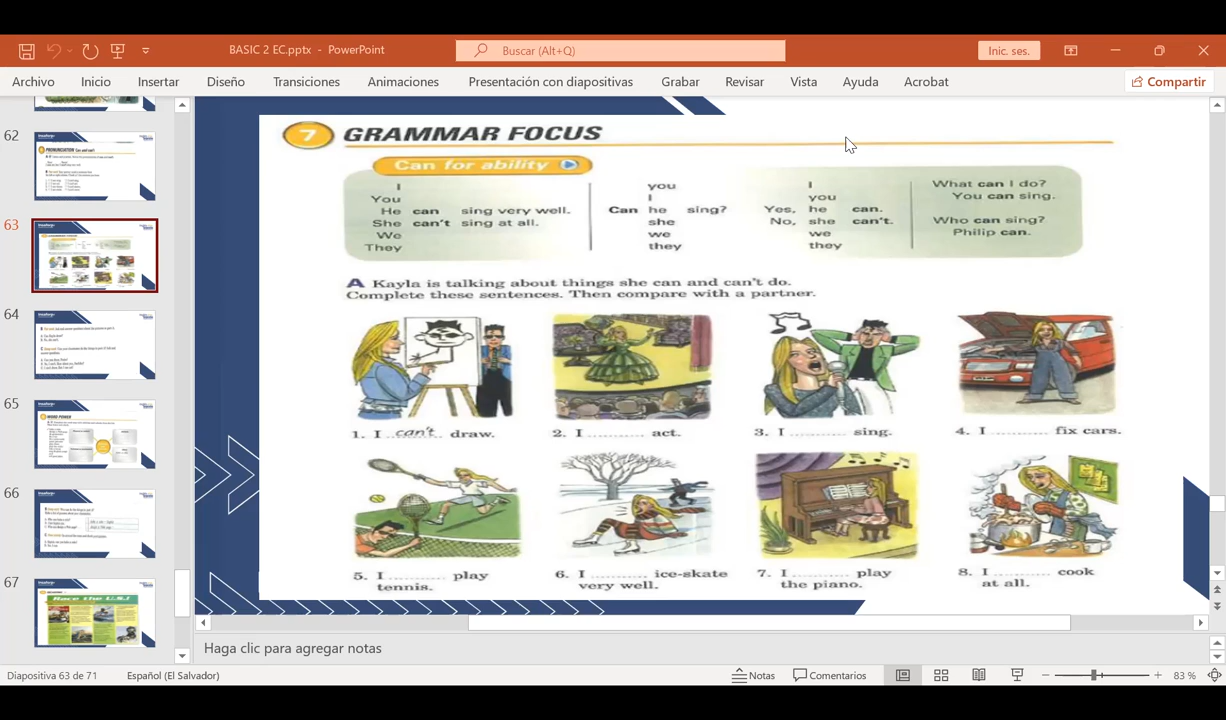 BASIC 2 EC.pptx - PowerPoint
Buscar (Alt+Q)
Inic. ses.
Archivo Inicio Insertar Diseño Transiciones Animaciones Presentación con diapositivas Grabar Revisar Vista Ayuda Acrobat Compartir
62
63
64
65
66
67
7 GRAMMAR FOCUS
Can for ability
I
You
He can sing very well.
She can't sing at all.
We
They
you
I
Can he sing?
she
we
they
I
you
Yes, he can.
No, she can't.
we
they
What can I do?
You can sing.
Who can sing?
Philip can.
A Kayla is talking about things she can and can't do.
Complete these sentences. Then compare with a partner.
1. I can't draw.
2. I .......... act.
3. I .......... sing.
4. I .......... fix cars.
5. I .......... play
tennis.
6. I .......... ice-skate
very well.
7. I .......... play
the piano.
8. I .......... cook
at all.
Haga clic para agregar notas
Diapositiva 63 de 71 Español (El Salvador) Notas Comentarios 83 %